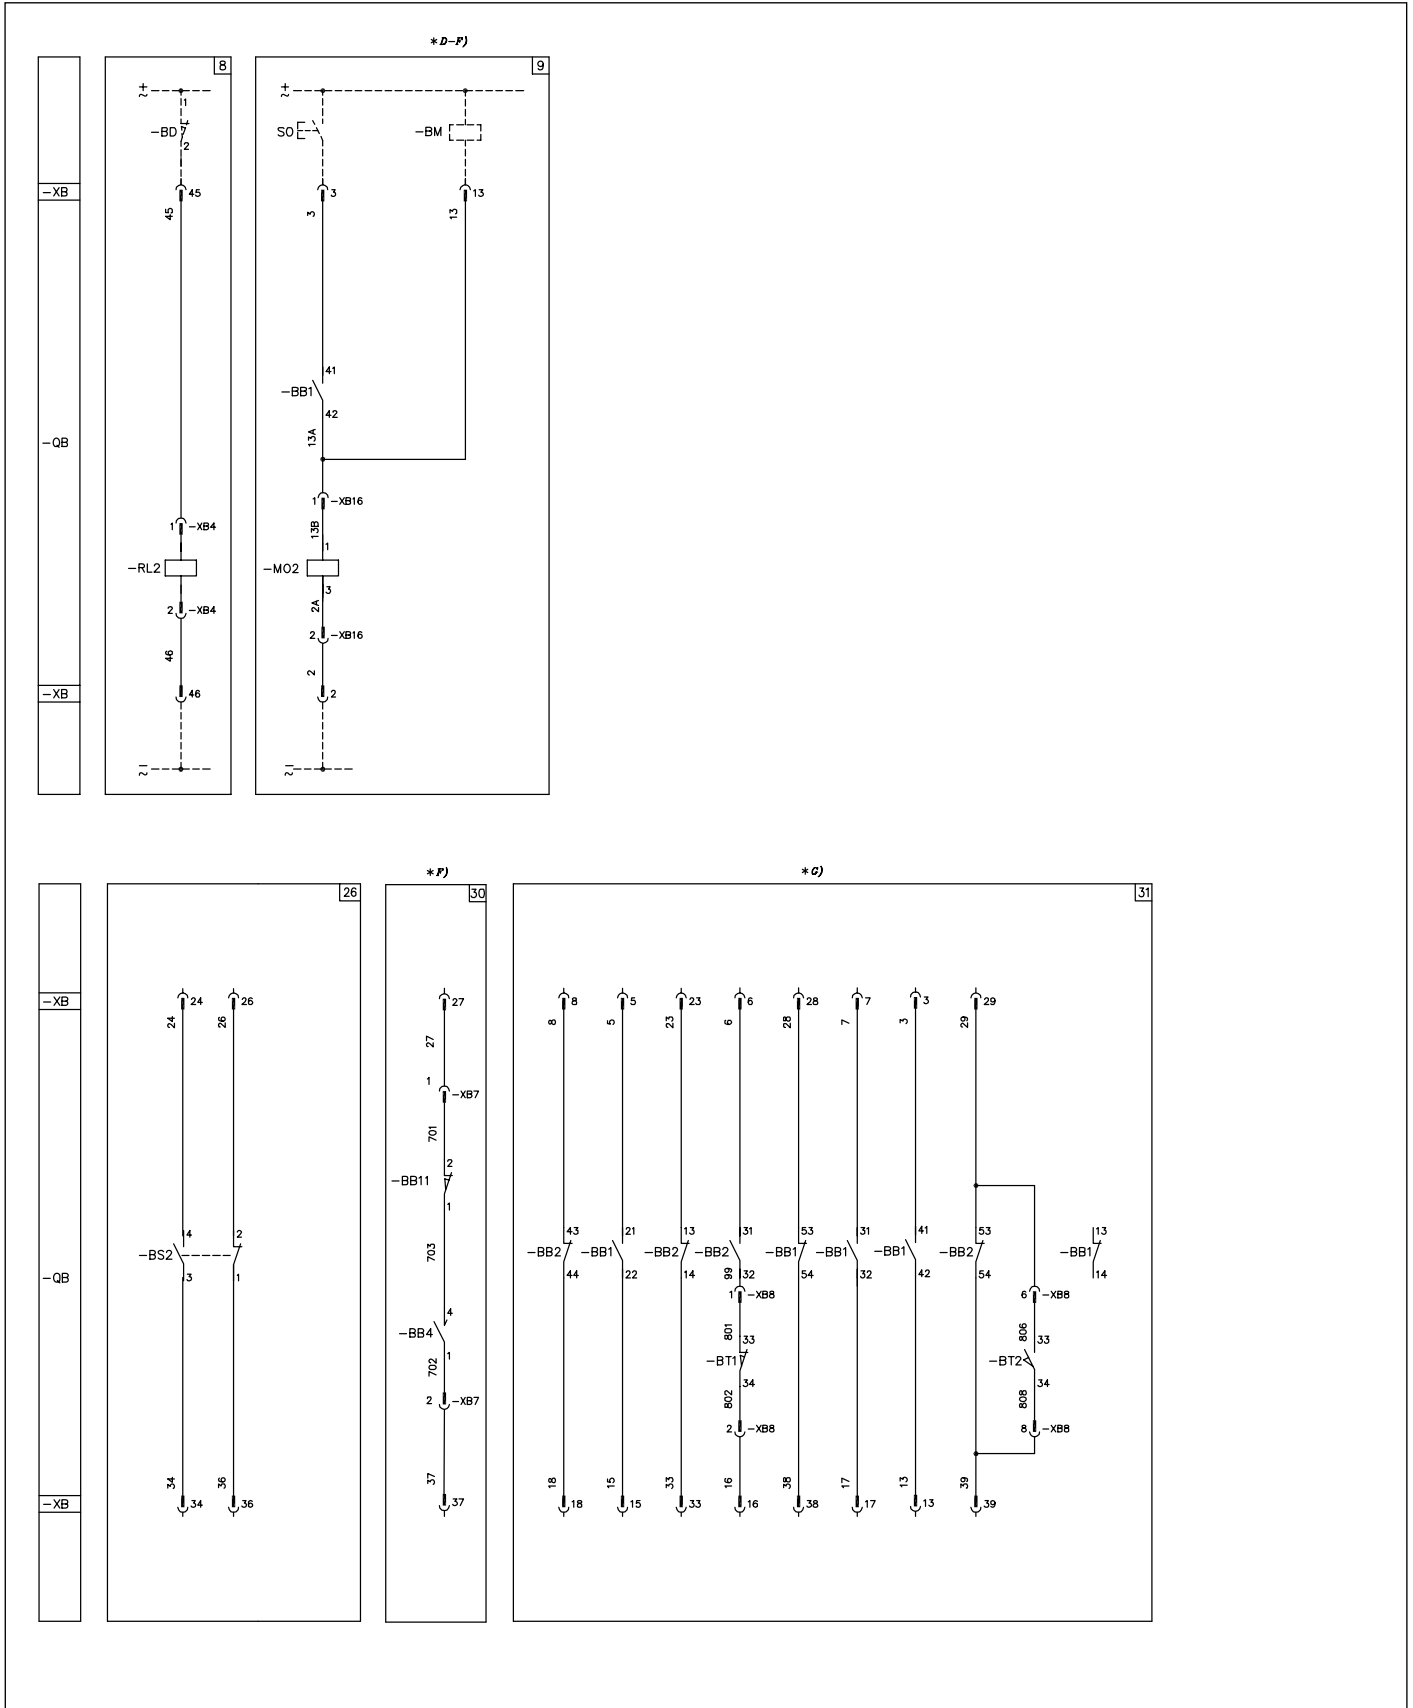 *D-F)
8
9
+
~
+
~
1
-BD
2
S0
-BM
-XB
45
3
13
45
3
13
41
-BB1
42
13A
-QB
1
-XB16
13B
1
-XB4
1
-RL2
-MO2
3
2A
2
-XB4
2
-XB16
46
2
-XB
46
2
–
~
–
~
*F)
*G)
26
30
31
-XB
24
26
27
8
5
23
6
28
7
3
29
24
26
27
8
5
23
6
28
7
3
29
1
-XB7
701
2
-BB11
1
4
2
-BS2
3
1
703
43
-BB2
44
21
-BB1
22
13
-BB2
14
31
-BB2
32
53
-BB1
54
31
-BB1
32
41
-BB1
42
53
-BB2
54
13
-BB1
14
-QB
99
1
-XB8
6
-XB8
4
-BB4
1
801
33
-BT1
34
806
33
-BT2
34
702
2
-XB7
802
2
-XB8
808
8
-XB8
34
36
37
18
15
33
16
38
17
13
39
-XB
34
36
37
18
15
33
16
38
17
13
39